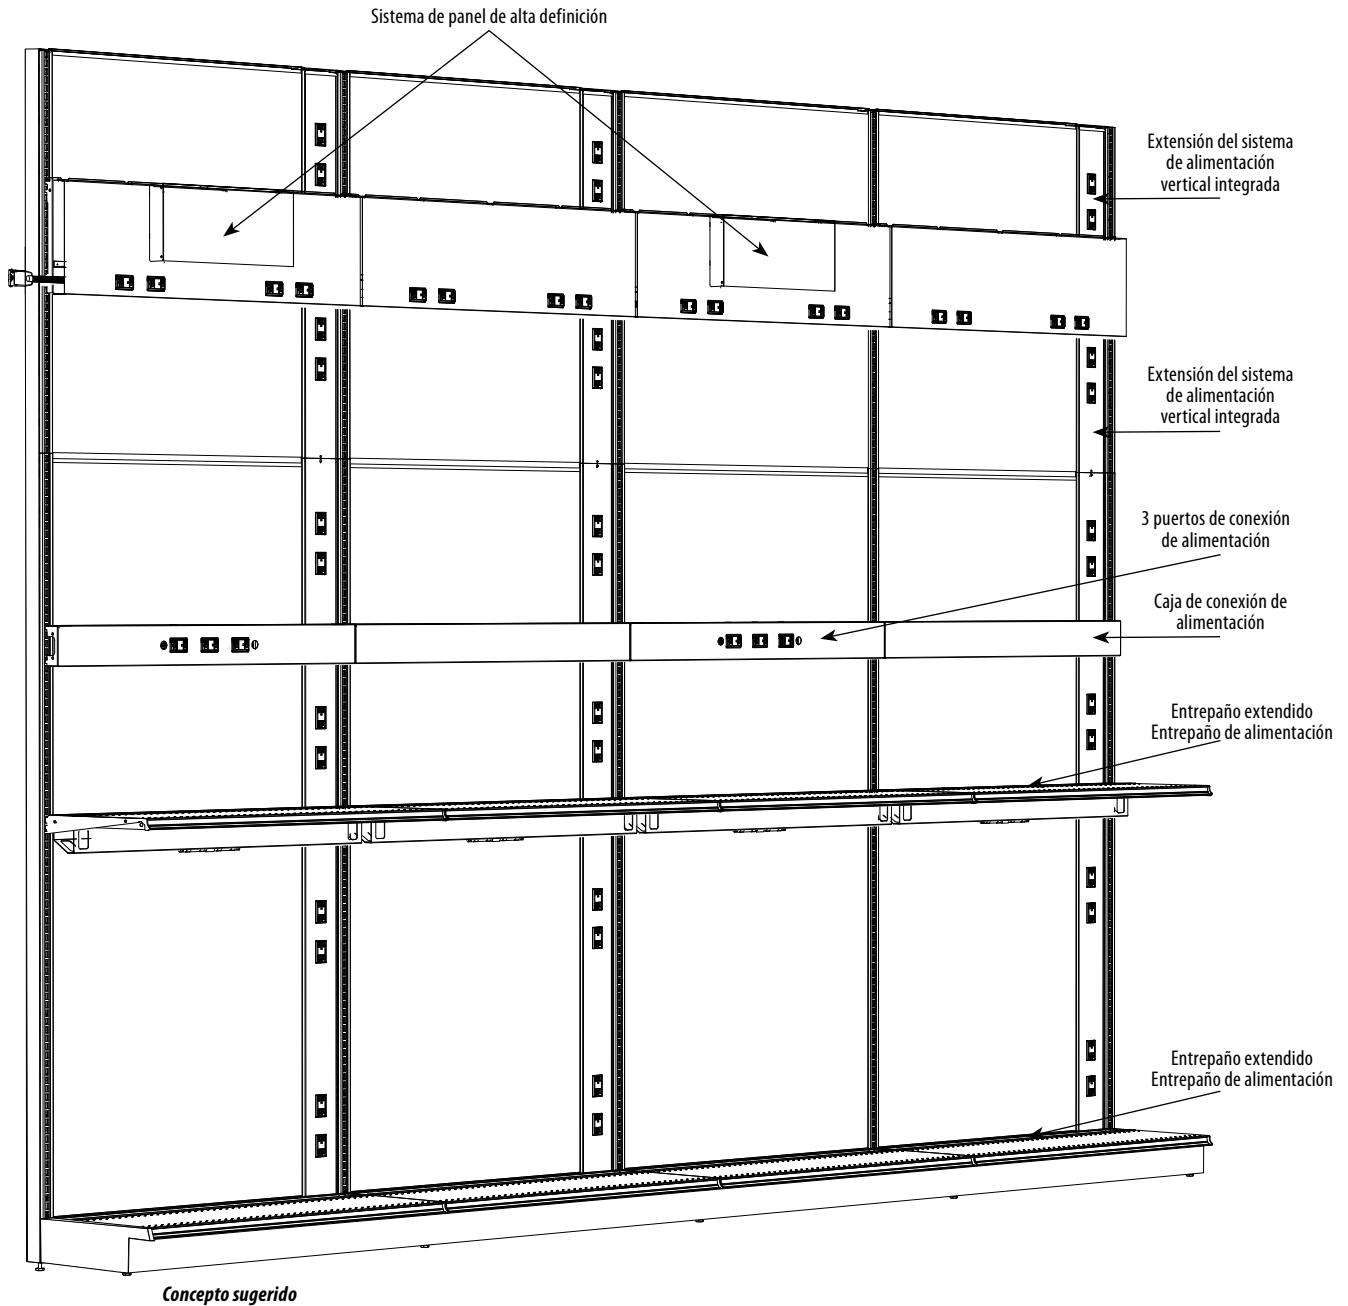 Sistema de panel de alta definición
Extensión del sistema
de alimentación
vertical integrada
Extensión del sistema
de alimentación
vertical integrada
3 puertos de conexión
de alimentación
Caja de conexión de
alimentación
Entrepaño extendido
Entrepaño de alimentación
Entrepaño extendido
Entrepaño de alimentación
Concepto sugerido